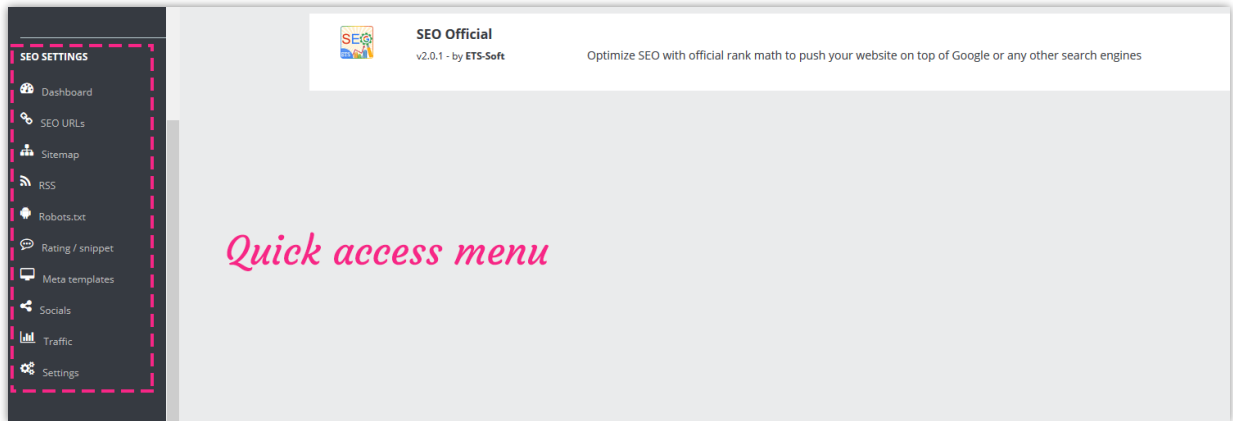 SEO SETTINGS
Dashboard
SEO URLs
Sitemap
RSS
Robots.txt
Rating / snippet
Meta templates
Socials
Traffic
Settings
SEO
SEO Official
v2.0.1 - by ETS-Soft
Optimize SEO with official rank math to push your website on top of Google or any other search engines
Quick access menu